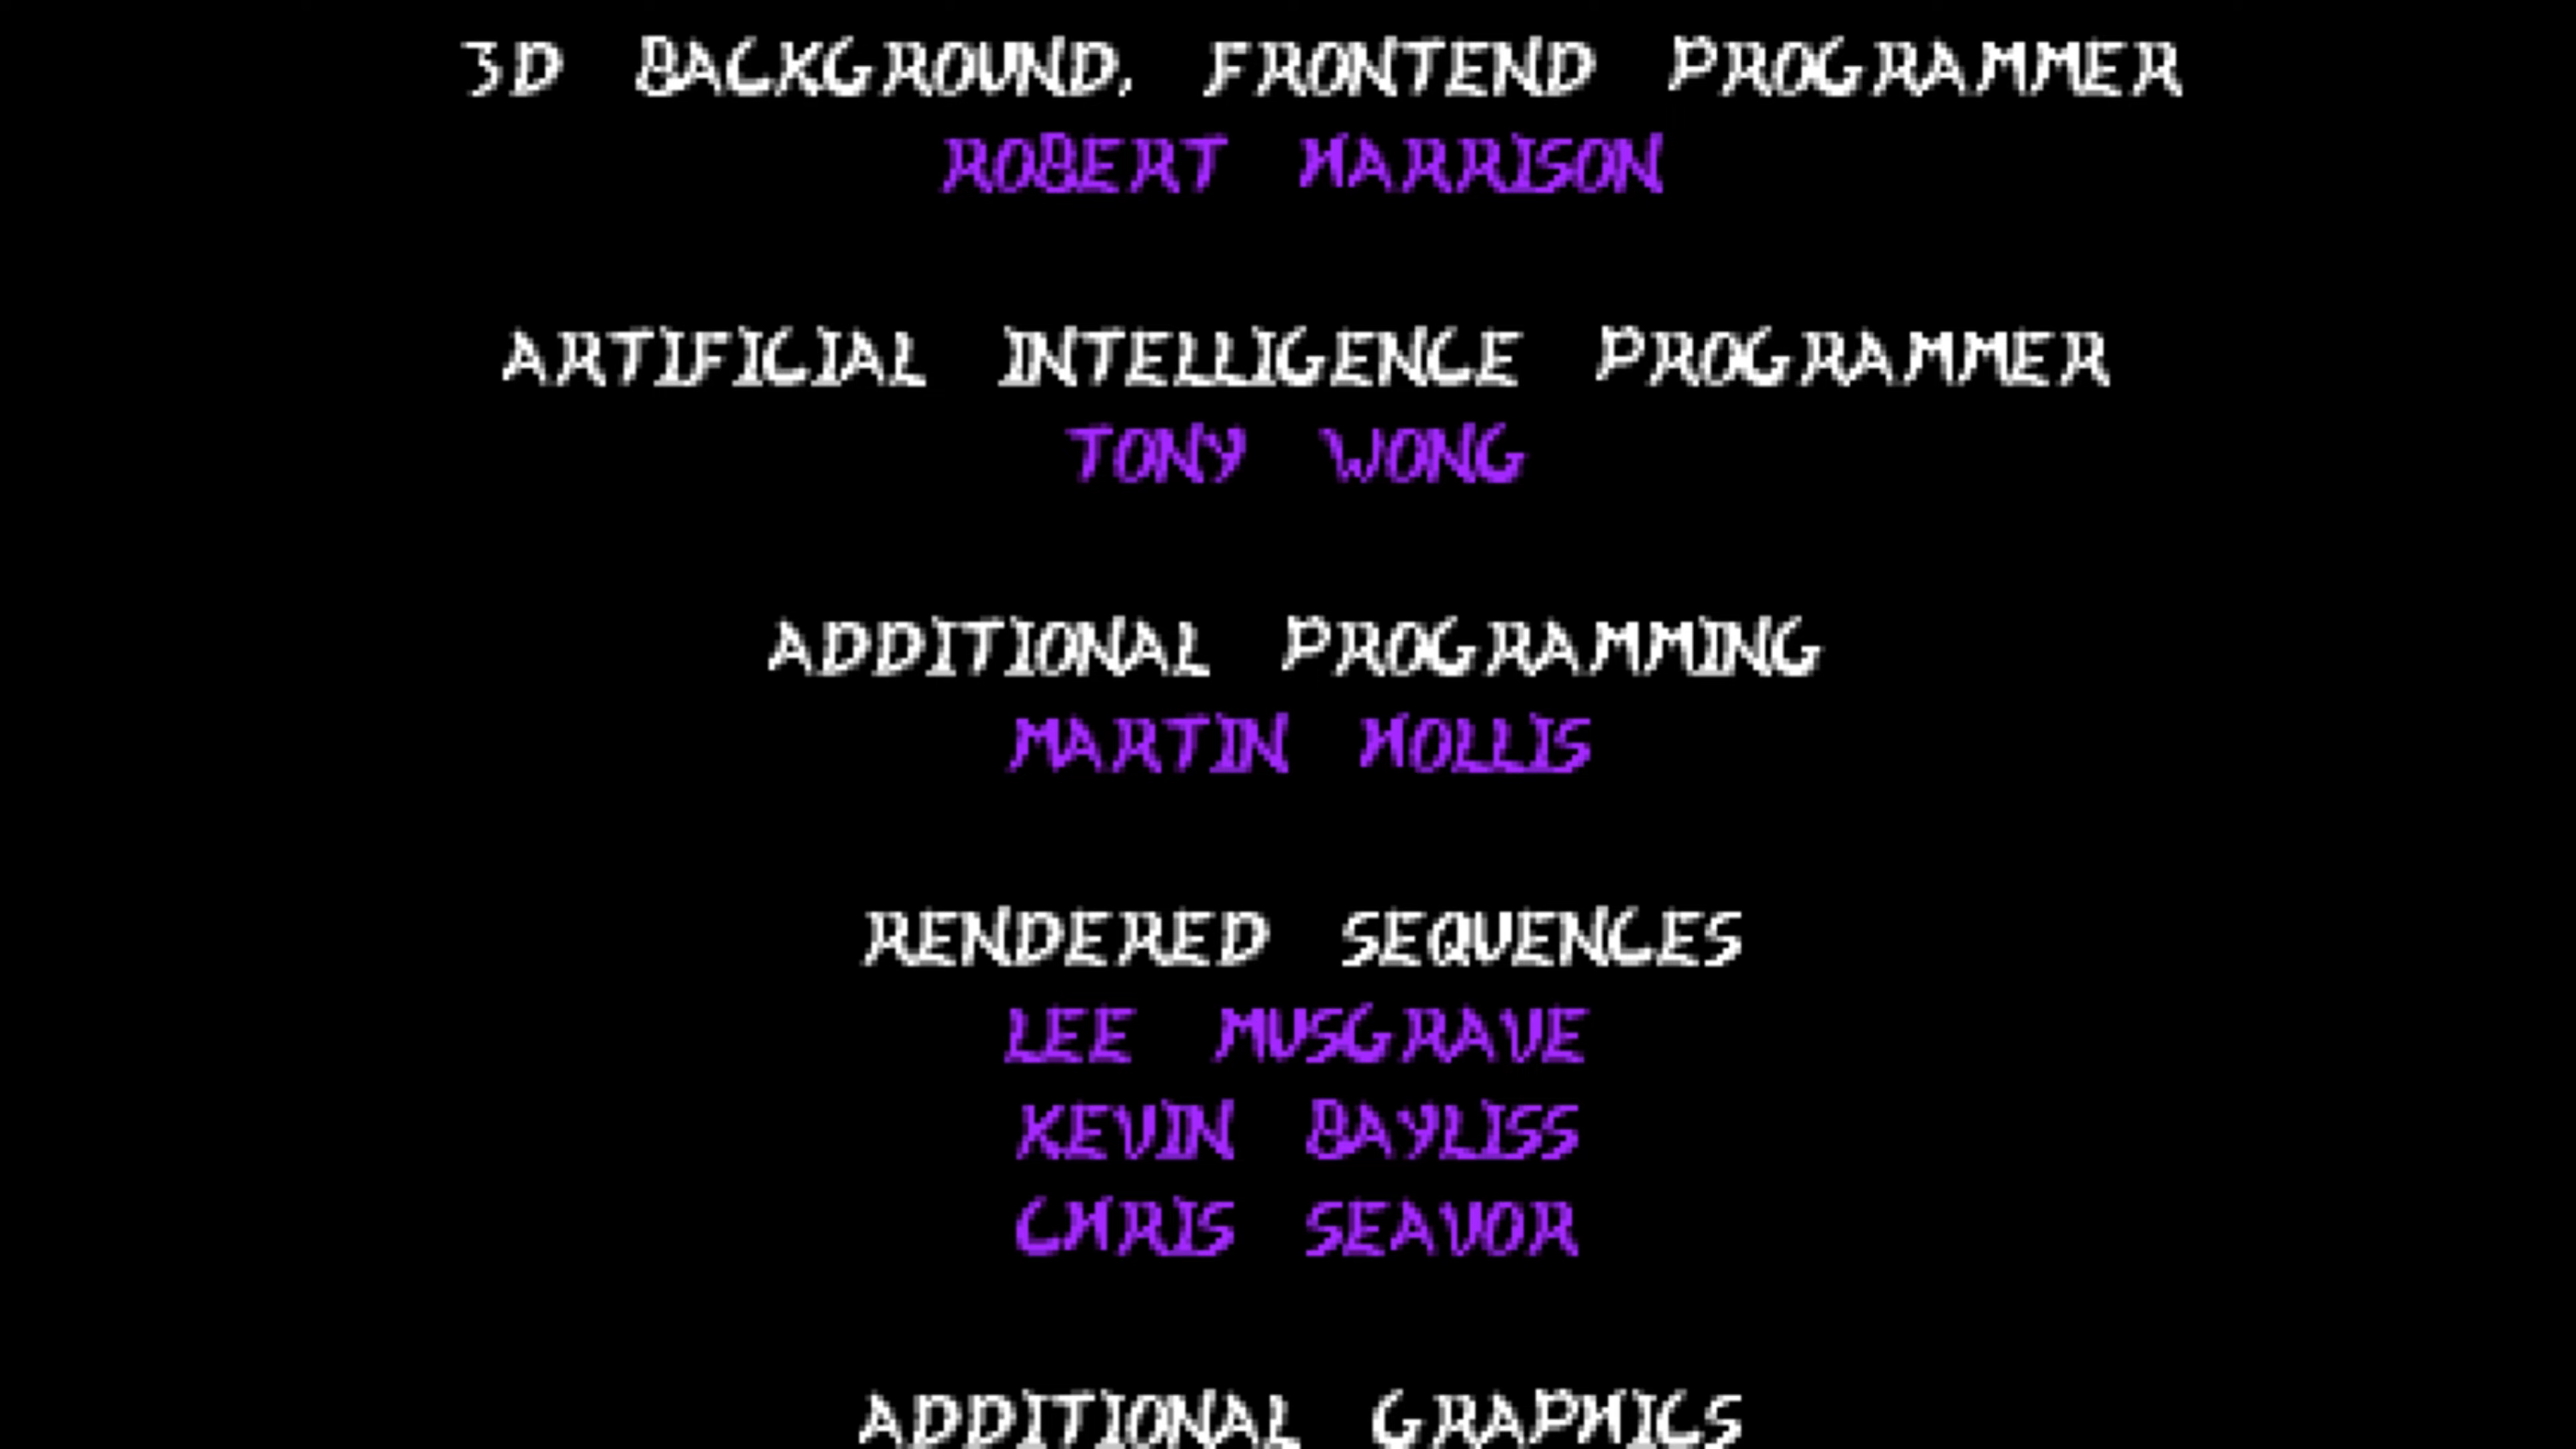 3D BACKGROUND, FRONTEND PROGRAMMER
ROBERT HARRISON
ARTIFICIAL INTELLIGENCE PROGRAMMER
TONY WONG
ADDITIONAL PROGRAMMING
MARTIN HOLLIS
RENDERED SEQUENCES
LEE MUSGRAVE
KEVIN BAYLISS
CHRIS SEAVOR
ADDITIONAL GRAPHICS